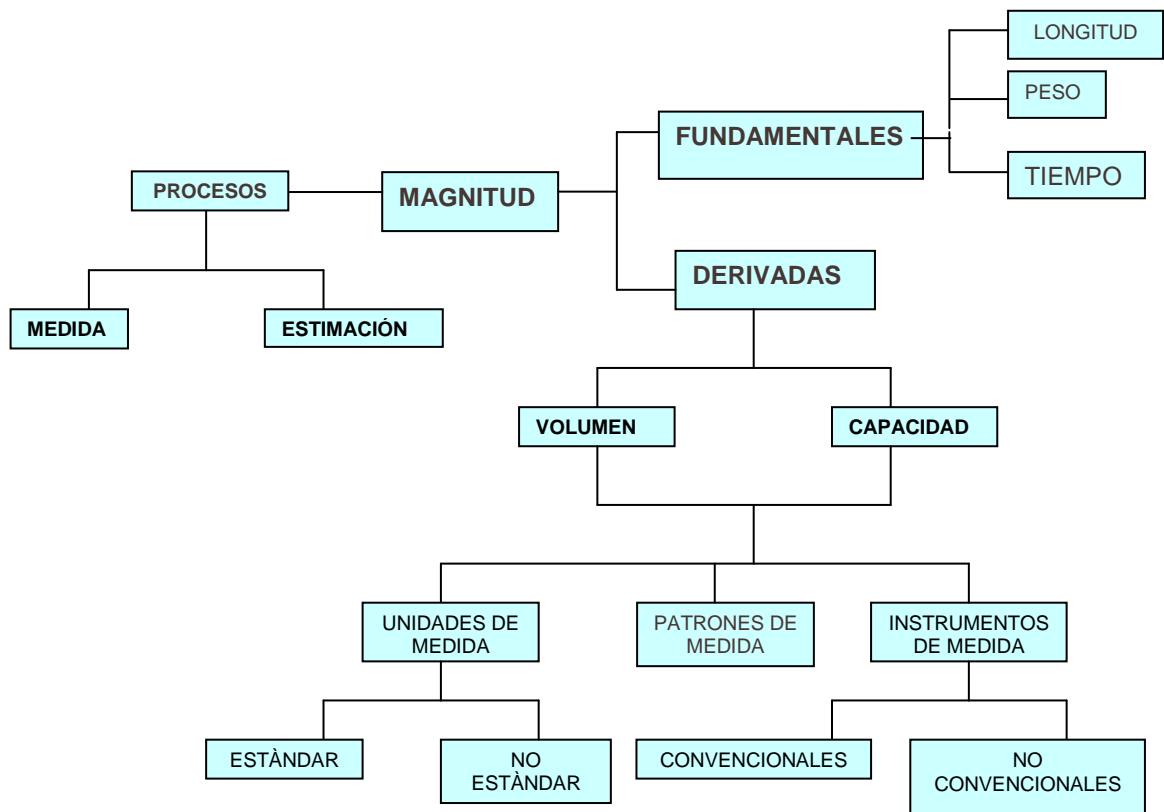 LONGITUD
PESO
FUNDAMENTALES
TIEMPO
PROCESOS
MAGNITUD
DERIVADAS
MEDIDA
ESTIMACIÓN
VOLUMEN
CAPACIDAD
UNIDADES DE
MEDIDA
PATRONES DE
MEDIDA
INSTRUMENTOS
DE MEDIDA
ESTÀNDAR
NO
ESTÀNDAR
CONVENCIONALES
NO
CONVENCIONALES